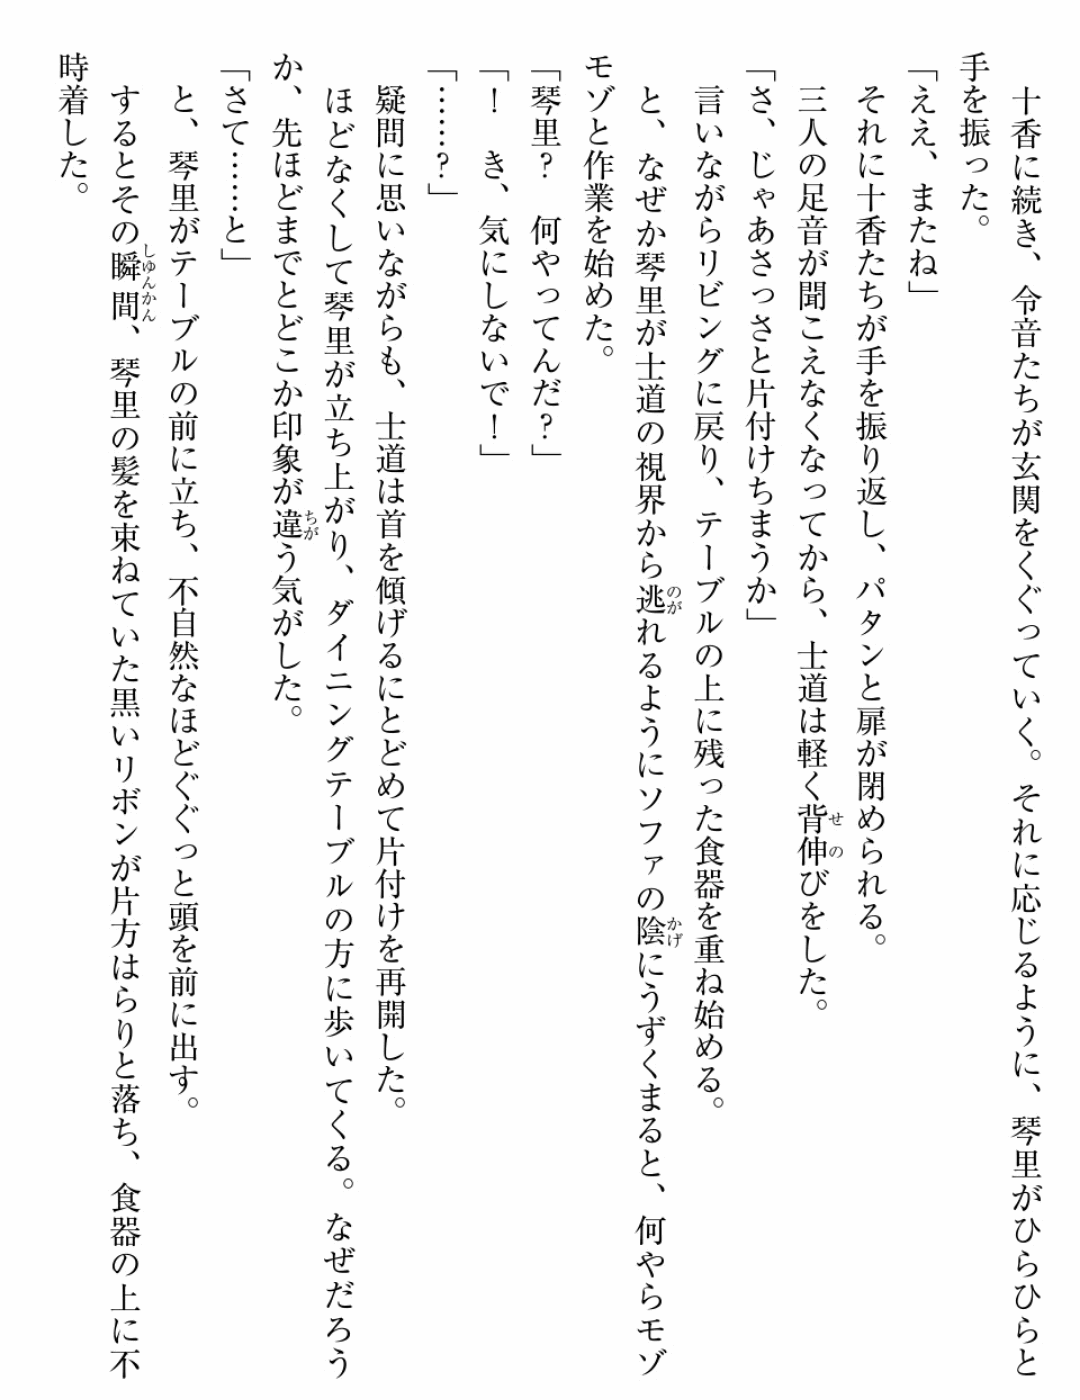 十香に続き、令音たちが玄関をくぐっていく。それに応じるように、琴里がひらひらと
手を振った。
「ええ、またね」
　それに十香たちが手を振り返し、パタンと扉が閉められる。
　三人の足音が聞こえなくなってから、士道は軽く背伸びをした。
「さ、じゃあさっさと片付けちまうか」
　言いながらリビングに戻り、テーブルの上に残った食器を重ね始める。
　と、なぜか琴里が士道の視界から逃れるようにソファの陰にうずくまると、何やらモゾ
モゾと作業を始めた。
「琴里？　何やってんだ？」
「！　き、気にしないで！」
「……？」
　疑問に思いながらも、士道は首を傾げるにとどめて片付けを再開した。
　ほどなくして琴里が立ち上がり、ダイニングテーブルの方に歩いてくる。なぜだろう
か、先ほどまでとどこか印象が違う気がした。
「さて……と」
　と、琴里がテーブルの前に立ち、不自然なほどぐぐっと頭を前に出す。
　するとその瞬間、琴里の髪を束ねていた黒いリボンが片方はらりと落ち、食器の上に不
時着した。